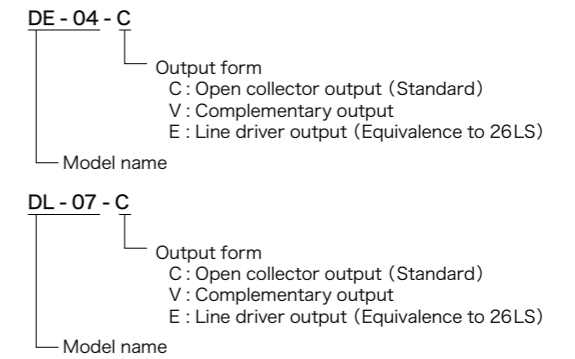 DE - 04 - C
Output form
C : Open collector output (Standard)
V : Complementary output
E : Line driver output (Equivalence to 26LS)
Model name
DL - 07 - C
Output form
C : Open collector output (Standard)
V : Complementary output
E : Line driver output (Equivalence to 26LS)
Model name